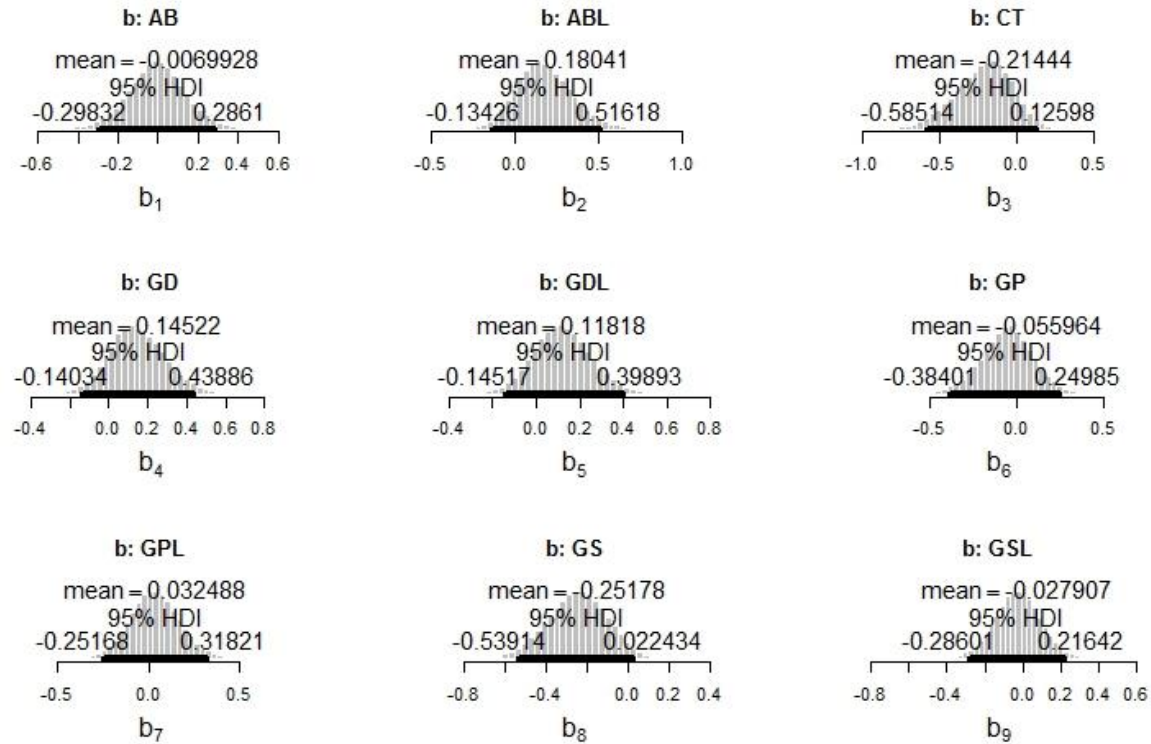 b: AB
mean = -0.0069928
95% HDI
-0.29832 0.2861
-0.6 -0.2 0.2 0.4 0.6
b1
b: ABL
mean = 0.18041
95% HDI
-0.13426 0.51618
-0.5 0.0 0.5 1.0
b2
b: CT
mean = -0.21444
95% HDI
-0.58514 0.12598
-1.0 -0.5 0.0 0.5
b3
b: GD
mean = 0.14522
95% HDI
-0.14034 0.43886
-0.4 0.0 0.2 0.4 0.6 0.8
b4
b: GDL
mean = 0.11818
95% HDI
-0.14517 0.39893
-0.4 0.0 0.2 0.4 0.6 0.8
b5
b: GP
mean = -0.055964
95% HDI
-0.38401 0.24985
-0.5 0.0 0.5
b6
b: GPL
mean = 0.032488
95% HDI
-0.25168 0.31821
-0.5 0.0 0.5
b7
b: GS
mean = -0.25178
95% HDI
-0.53914 0.022434
-0.8 -0.4 0.0 0.2 0.4
b8
b: GSL
mean = -0.027907
95% HDI
-0.28601 0.21642
-0.8 -0.4 0.0 0.2 0.4 0.6
b9